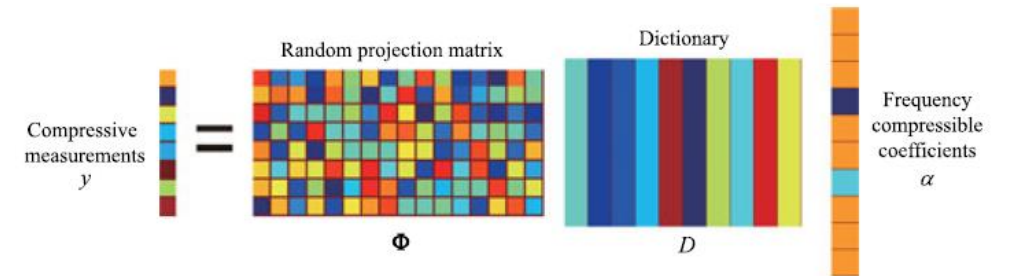 Compressive
measurements
y
=
Random projection matrix
Φ
Dictionary
D
Frequency
compressible
coefficients
α